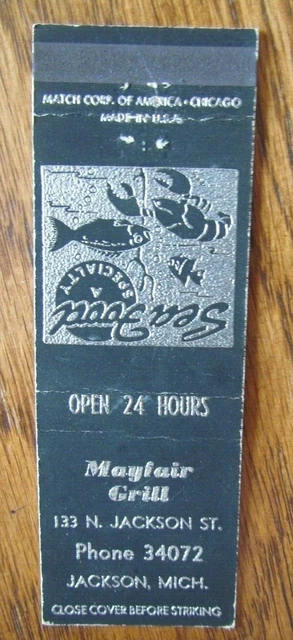 MATCH CORP. OF AMERICA • CHICAGO
MADE IN U.S.A.
Sea Food
A
SPECIALTY
OPEN 24 HOURS
Mayfair
Grill
133 N. JACKSON ST.
Phone 34072
JACKSON, MICH.
CLOSE COVER BEFORE STRIKING